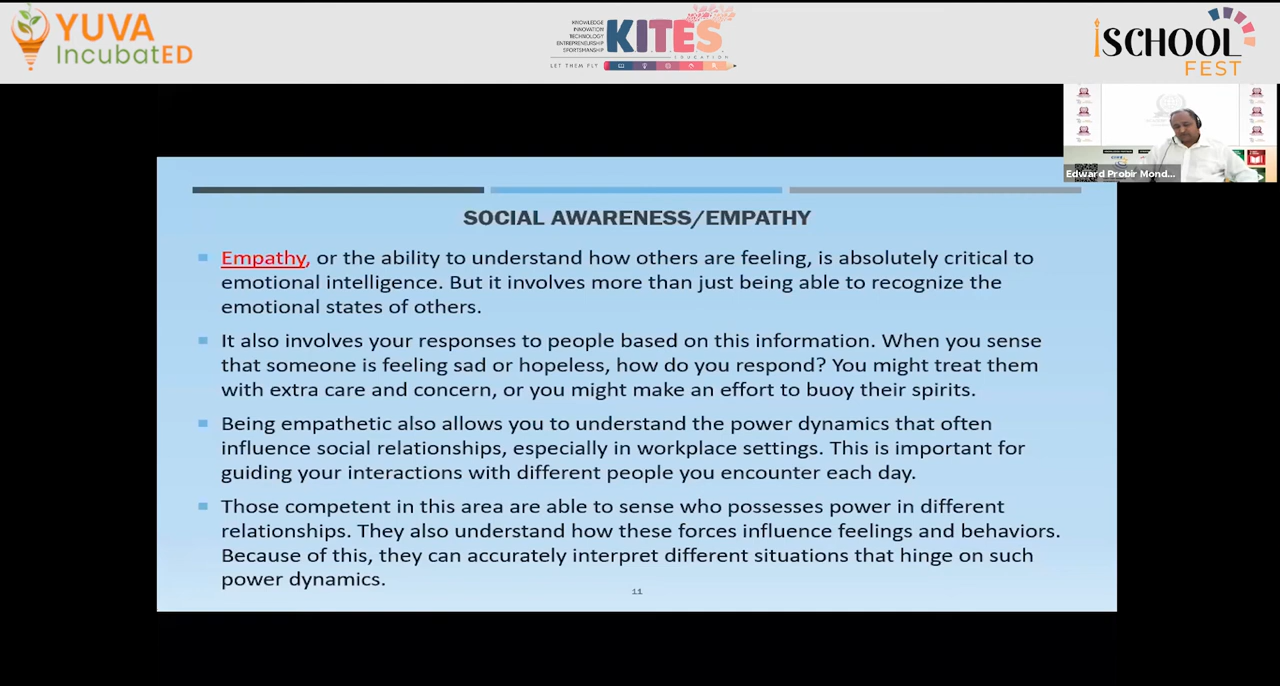 YUVA
IncubatED
KNOWLEDGE
INNOVATION
TECHNOLOGY
ENTREPRENEURSHIP
SPORTSMANSHIP
KITES
EDUCATION
LET THEM FLY
iSCHOOL
FEST
Edward Probir Mond...
SOCIAL AWARENESS/EMPATHY
Empathy, or the ability to understand how others are feeling, is absolutely critical to
emotional intelligence. But it involves more than just being able to recognize the
emotional states of others.
It also involves your responses to people based on this information. When you sense
that someone is feeling sad or hopeless, how do you respond? You might treat them
with extra care and concern, or you might make an effort to buoy their spirits.
Being empathetic also allows you to understand the power dynamics that often
influence social relationships, especially in workplace settings. This is important for
guiding your interactions with different people you encounter each day.
Those competent in this area are able to sense who possesses power in different
relationships. They also understand how these forces influence feelings and behaviors.
Because of this, they can accurately interpret different situations that hinge on such
power dynamics.
11